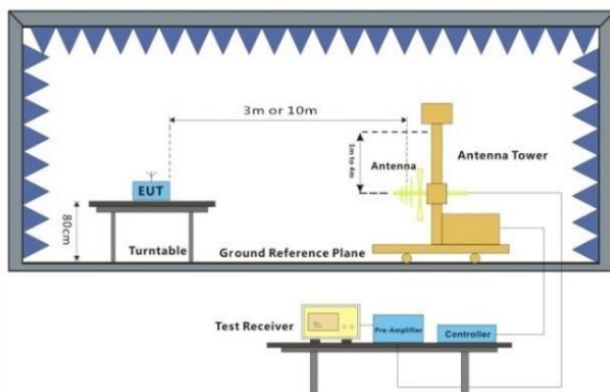 3m or 10m
Antenna Tower
1m to 4m
Antenna
EUT
80cm
Turntable
Ground Reference Plane
Test Receiver
Pre-Amplifier
Controller